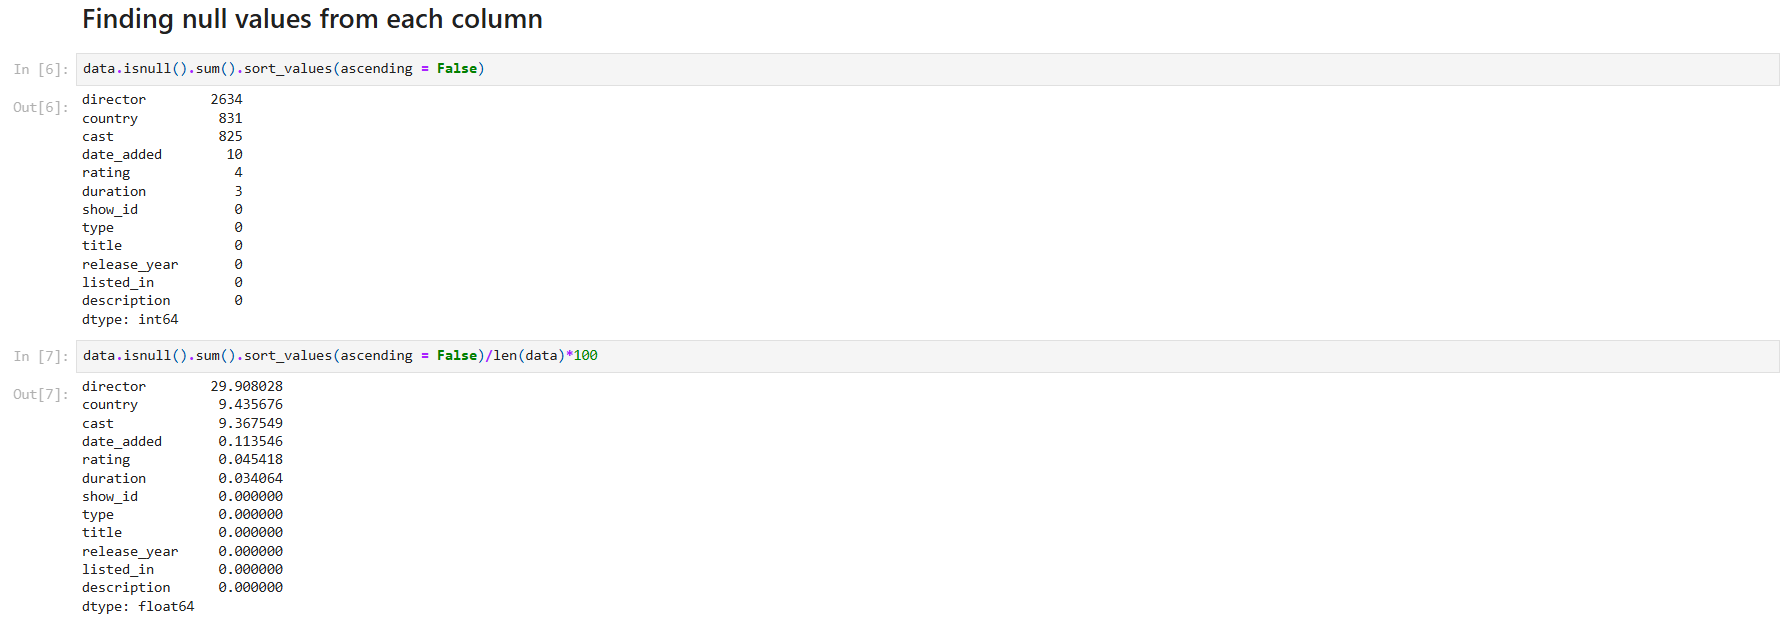 Finding null values from each column
In [6]: data.isnull().sum().sort_values(ascending = False)
Out[6]: director 2634
country 831
cast 825
date_added 10
rating 4
duration 3
show_id 0
type 0
title 0
release_year 0
listed_in 0
description 0
dtype: int64
In [7]: data.isnull().sum().sort_values(ascending = False)/len(data)*100
Out[7]: director 29.908028
country 9.435676
cast 9.367549
date_added 0.113546
rating 0.045418
duration 0.034064
show_id 0.000000
type 0.000000
title 0.000000
release_year 0.000000
listed_in 0.000000
description 0.000000
dtype: float64